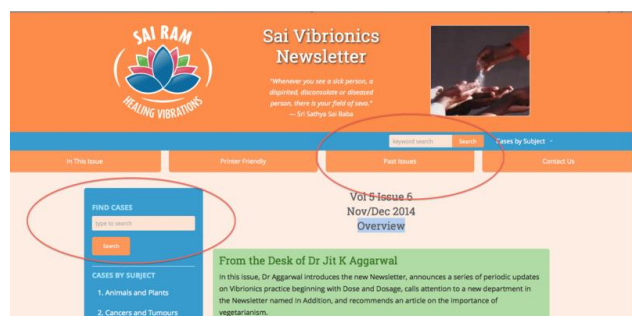 SAI RAM
HEALING VIBRATIONS
Sai Vibrionics
Newsletter
"Whenever you see a sick person, a
dispirited, disconsolate or diseased
person, there is your field of seva."
— Sri Sathya Sai Baba
keyword search
Search
Cases by Subject
In This Issue
Printer Friendly
Past Issues
Contact Us
FIND CASES
type to search
Search
CASES BY SUBJECT
1. Animals and Plants
2. Cancers and Tumours
Vol 5 Issue 6
Nov/Dec 2014
Overview
From the Desk of Dr Jit K Aggarwal
In this issue, Dr Aggarwal introduces the new Newsletter, announces a series of periodic updates
on Vibrionics practice beginning with Dose and Dosage, calls attention to a new department in
the Newsletter named In Addition, and recommends an article on the importance of
vegetarianism.